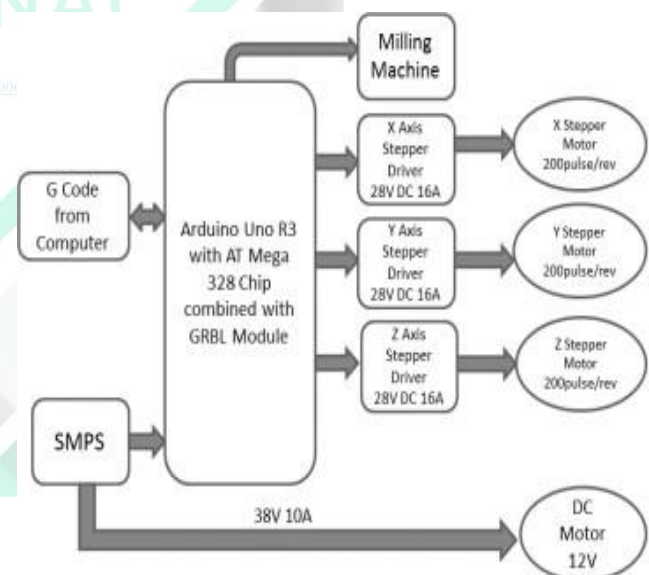 NAL
Milling
Machine
X Axis
Stepper
Driver
28V DC 16A
X Stepper
Motor
200pulse/rev
G Code
from
Computer
Arduino Uno R3
with AT Mega
328 Chip
combined with
GRBL Module
Y Axis
Stepper
Driver
28V DC 16A
Y Stepper
Motor
200pulse/rev
Z Axis
Stepper
Driver
28V DC 16A
Z Stepper
Motor
200pulse/rev
SMPS
38V 10A
DC
Motor
12V